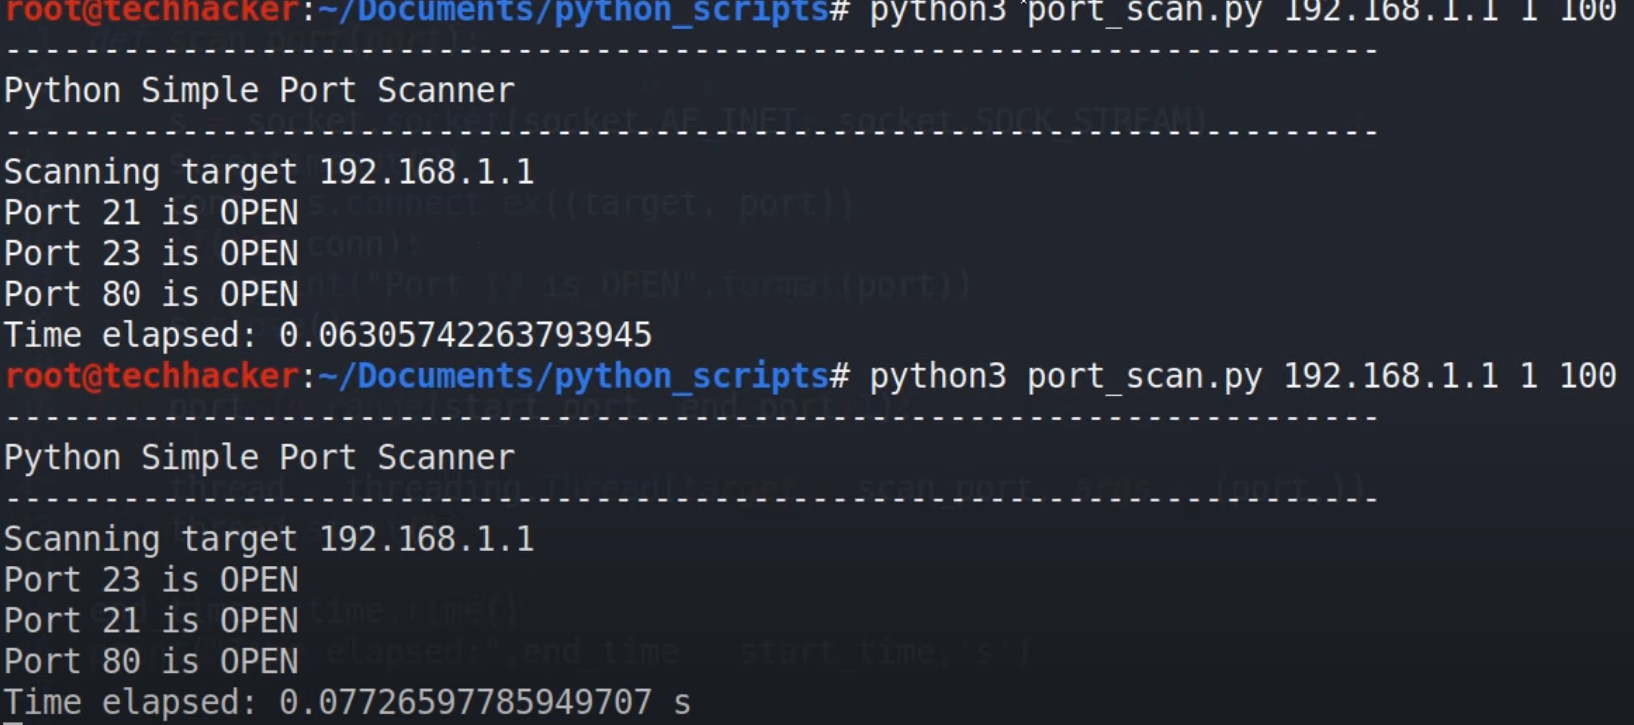 root@techhacker:~/Documents/python_scripts# python3 port_scan.py 192.168.1.1 1 100
----------------------------------------------------------------------
Python Simple Port Scanner
----------------------------------------------------------------------
Scanning target 192.168.1.1
Port 21 is OPEN
Port 23 is OPEN
Port 80 is OPEN
Time elapsed: 0.06305742263793945
root@techhacker:~/Documents/python_scripts# python3 port_scan.py 192.168.1.1 1 100
----------------------------------------------------------------------
Python Simple Port Scanner
----------------------------------------------------------------------
Scanning target 192.168.1.1
Port 23 is OPEN
Port 21 is OPEN
Port 80 is OPEN
Time elapsed: 0.07726597785949707 s